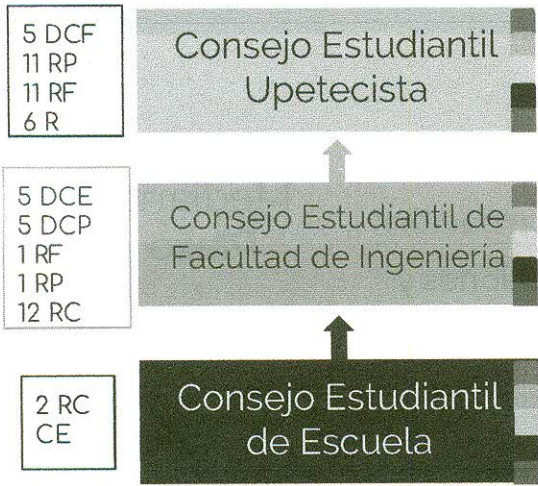 5 DCF
11 RP
11 RF
6 R
Consejo Estudiantil
Upetecista
5 DCE
5 DCP
1 RF
1 RP
12 RC
Consejo Estudiantil de
Facultad de Ingeniería
2 RC
CE
Consejo Estudiantil
de Escuela